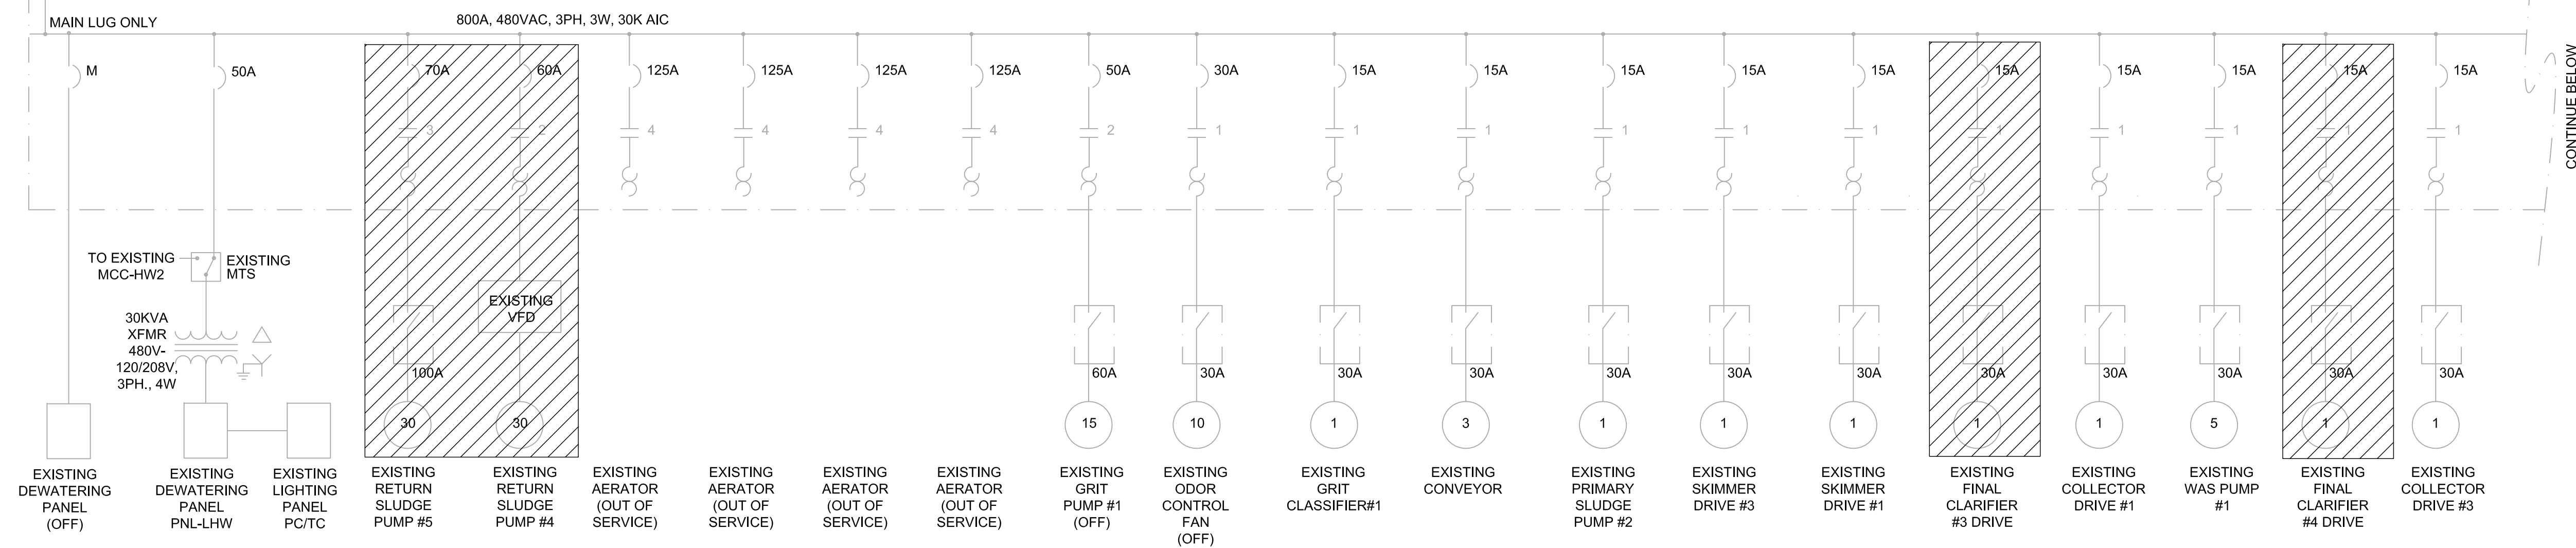 MAIN LUG ONLY
800A, 480VAC, 3PH, 3W, 30K AIC
M
50A
70A
60A
125A
125A
125A
125A
50A
30A
15A
15A
15A
15A
15A
15A
15A
15A
15A
15A
CONTINUE BELOW
3
2
4
4
4
4
2
1
1
1
1
1
1
1
1
1
1
1
TO EXISTING
MCC-HW2
EXISTING
MTS
30KVA
XFMR
480V-
120/208V,
3PH., 4W
EXISTING
VFD
100A
60A
30A
30A
30A
30A
30A
30A
30A
30A
30A
30A
30A
30
30
15
10
1
3
1
1
1
1
1
5
1
1
EXISTING
DEWATERING
PANEL
(OFF)
EXISTING
DEWATERING
PANEL
PNL-LHW
EXISTING
LIGHTING
PANEL
PC/TC
EXISTING
RETURN
SLUDGE
PUMP #5
EXISTING
RETURN
SLUDGE
PUMP #4
EXISTING
AERATOR
(OUT OF
SERVICE)
EXISTING
AERATOR
(OUT OF
SERVICE)
EXISTING
AERATOR
(OUT OF
SERVICE)
EXISTING
AERATOR
(OUT OF
SERVICE)
EXISTING
GRIT
PUMP #1
(OFF)
EXISTING
ODOR
CONTROL
FAN
(OFF)
EXISTING
GRIT
CLASSIFIER#1
EXISTING
CONVEYOR
EXISTING
PRIMARY
SLUDGE
PUMP #2
EXISTING
SKIMMER
DRIVE #3
EXISTING
SKIMMER
DRIVE #1
EXISTING
FINAL
CLARIFIER
#3 DRIVE
EXISTING
COLLECTOR
DRIVE #1
EXISTING
WAS PUMP
#1
EXISTING
FINAL
CLARIFIER
#4 DRIVE
EXISTING
COLLECTOR
DRIVE #3